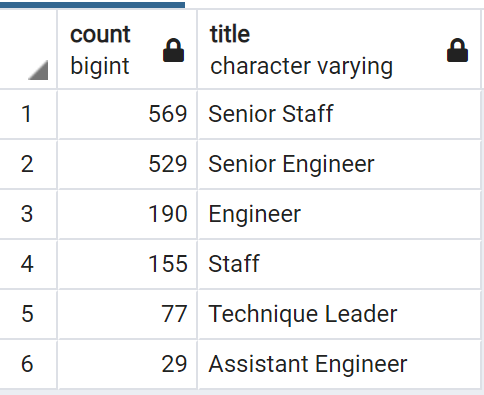 count title
bigint character varying
1 569 Senior Staff
2 529 Senior Engineer
3 190 Engineer
4 155 Staff
5 77 Technique Leader
6 29 Assistant Engineer